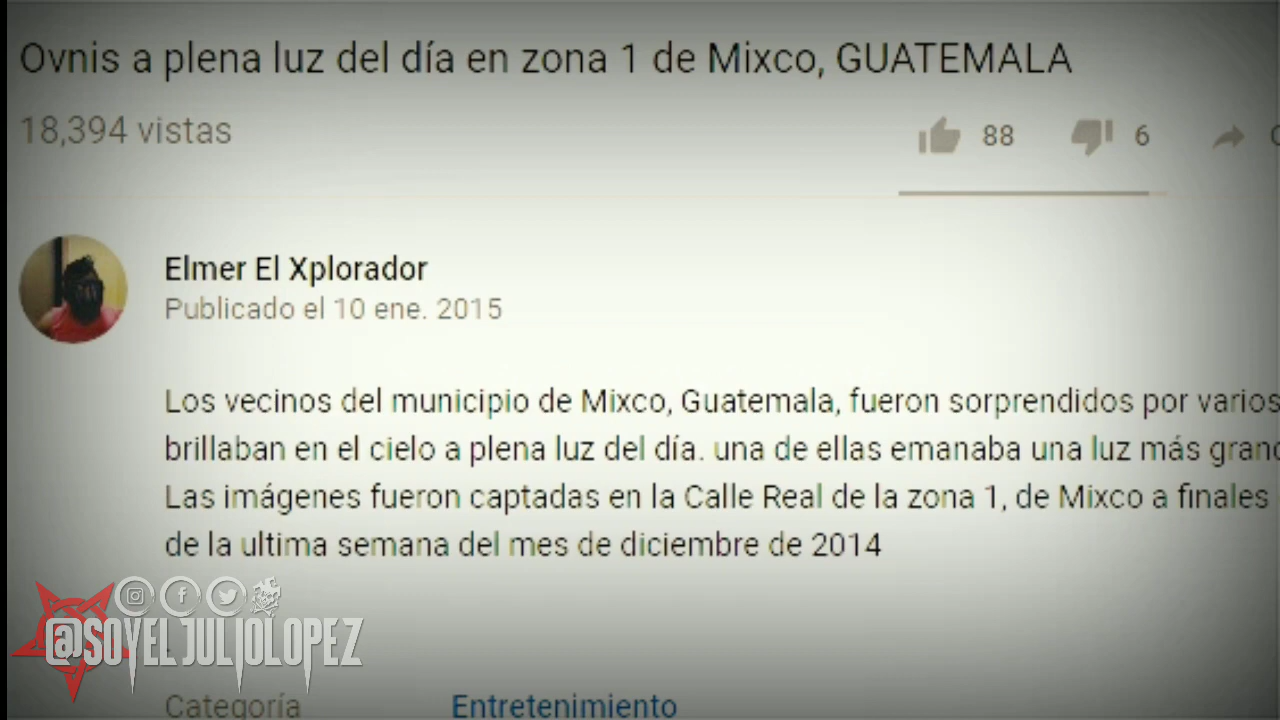 Ovnis a plena luz del día en zona 1 de Mixco, GUATEMALA
18,394 vistas
88
6
Elmer El Xplorador
Publicado el 10 ene. 2015
Los vecinos del municipio de Mixco, Guatemala, fueron sorprendidos por varios
brillaban en el cielo a plena luz del día. una de ellas emanaba una luz más
Las imágenes fueron captadas en la Calle Real de la zona 1, de Mixco a finales
de la ultima semana del mes de diciembre de 2014
@SOYELJULIOLOPEZ
Categoría Entretenimiento